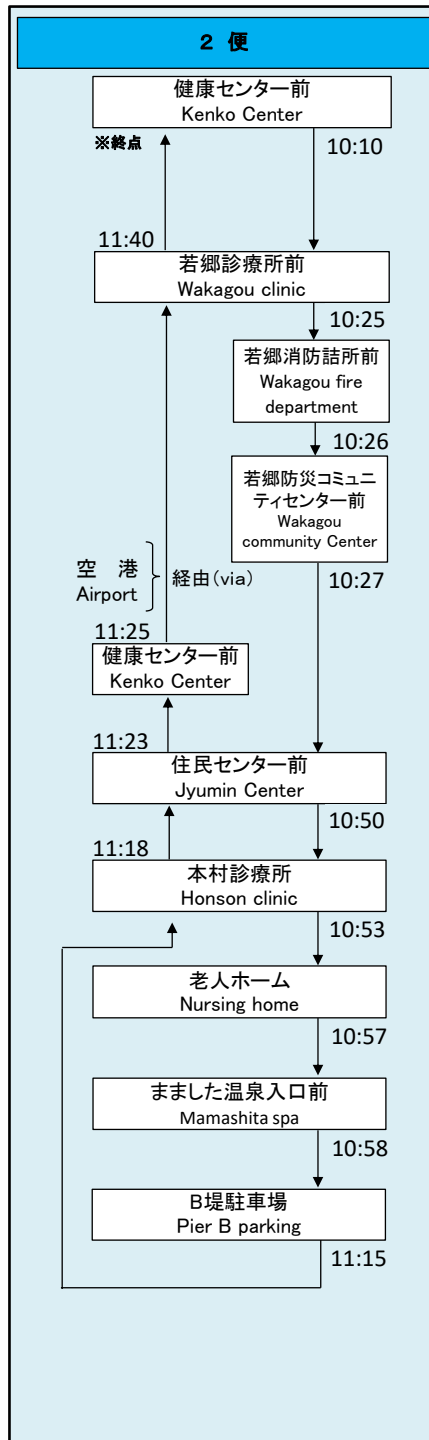 ２ 便
健康センター前
Kenko Center
※終点
10:10
11:40
若郷診療所前
Wakagou clinic
10:25
若郷消防詰所前
Wakagou fire
department
10:26
若郷防災コミュニ
ティセンター前
Wakagou
community Center
空 港
Airport
経由（via）
10:27
11:25
健康センター前
Kenko Center
11:23
住民センター前
Jyumin Center
10:50
11:18
本村診療所
Honson clinic
10:53
老人ホーム
Nursing home
10:57
まました温泉入口前
Mamashita spa
10:58
B堤駐車場
Pier B parking
11:15